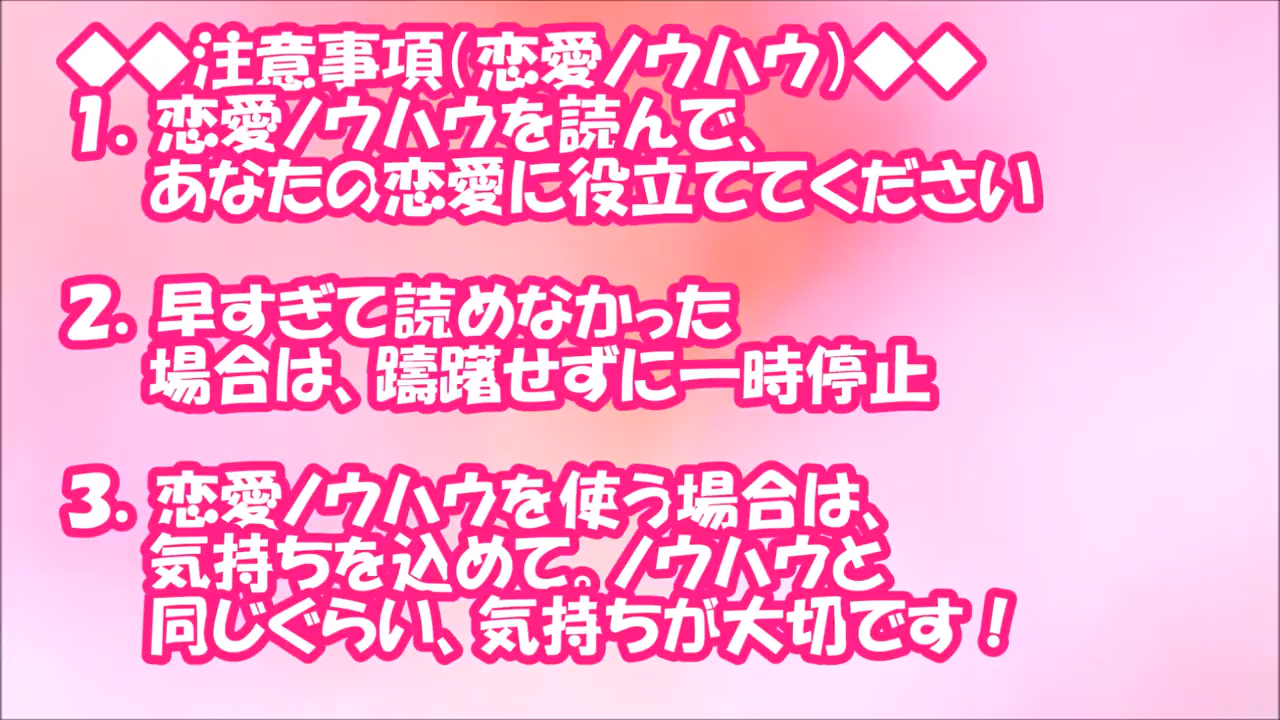 ◆◆注意事項(恋愛ノウハウ)◆◆
1. 恋愛ノウハウを読んで、
あなたの恋愛に役立ててください
2. 早すぎて読めなかった
場合は、躊躇せずに一時停止
3. 恋愛ノウハウを使う場合は、
気持ちを込めて。ノウハウと
同じぐらい、気持ちが大切です!